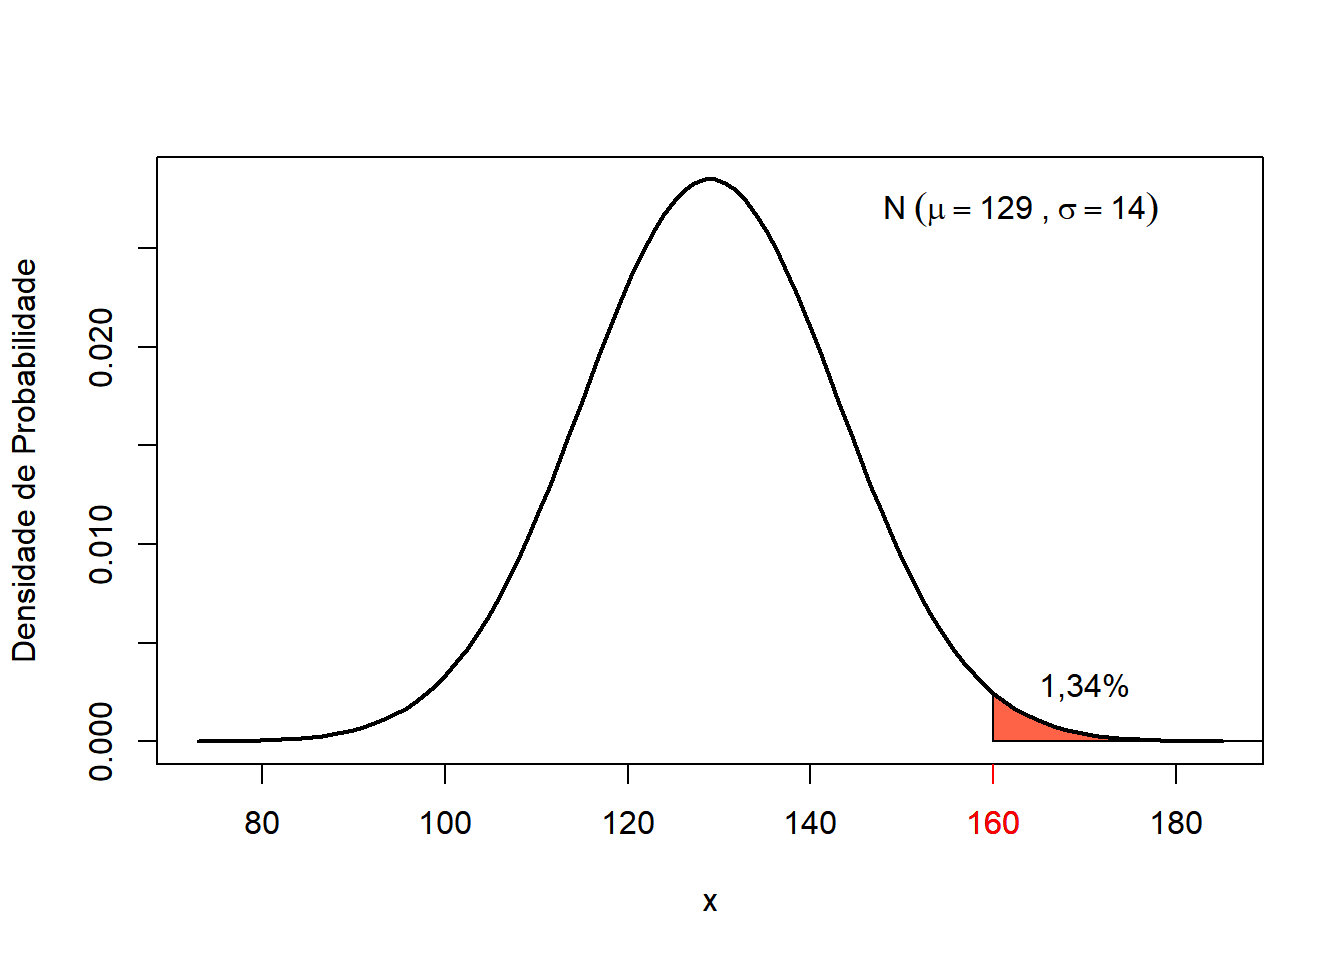 N (μ = 129 , σ = 14)
Densidade de Probabilidade
0.020
0.010
0.000
1,34%
80 100 120 140 160 180
x